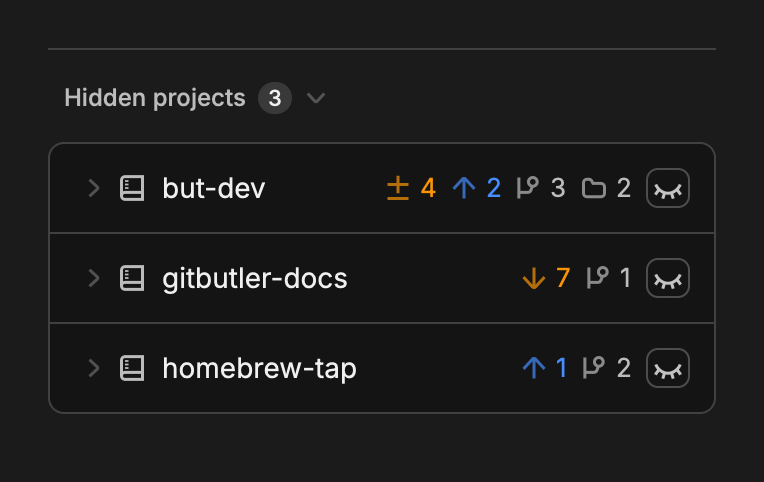 Hidden projects 3
but-dev ± 4 ↑ 2 3 2
gitbutler-docs ↓ 7 1
homebrew-tap ↑ 1 2